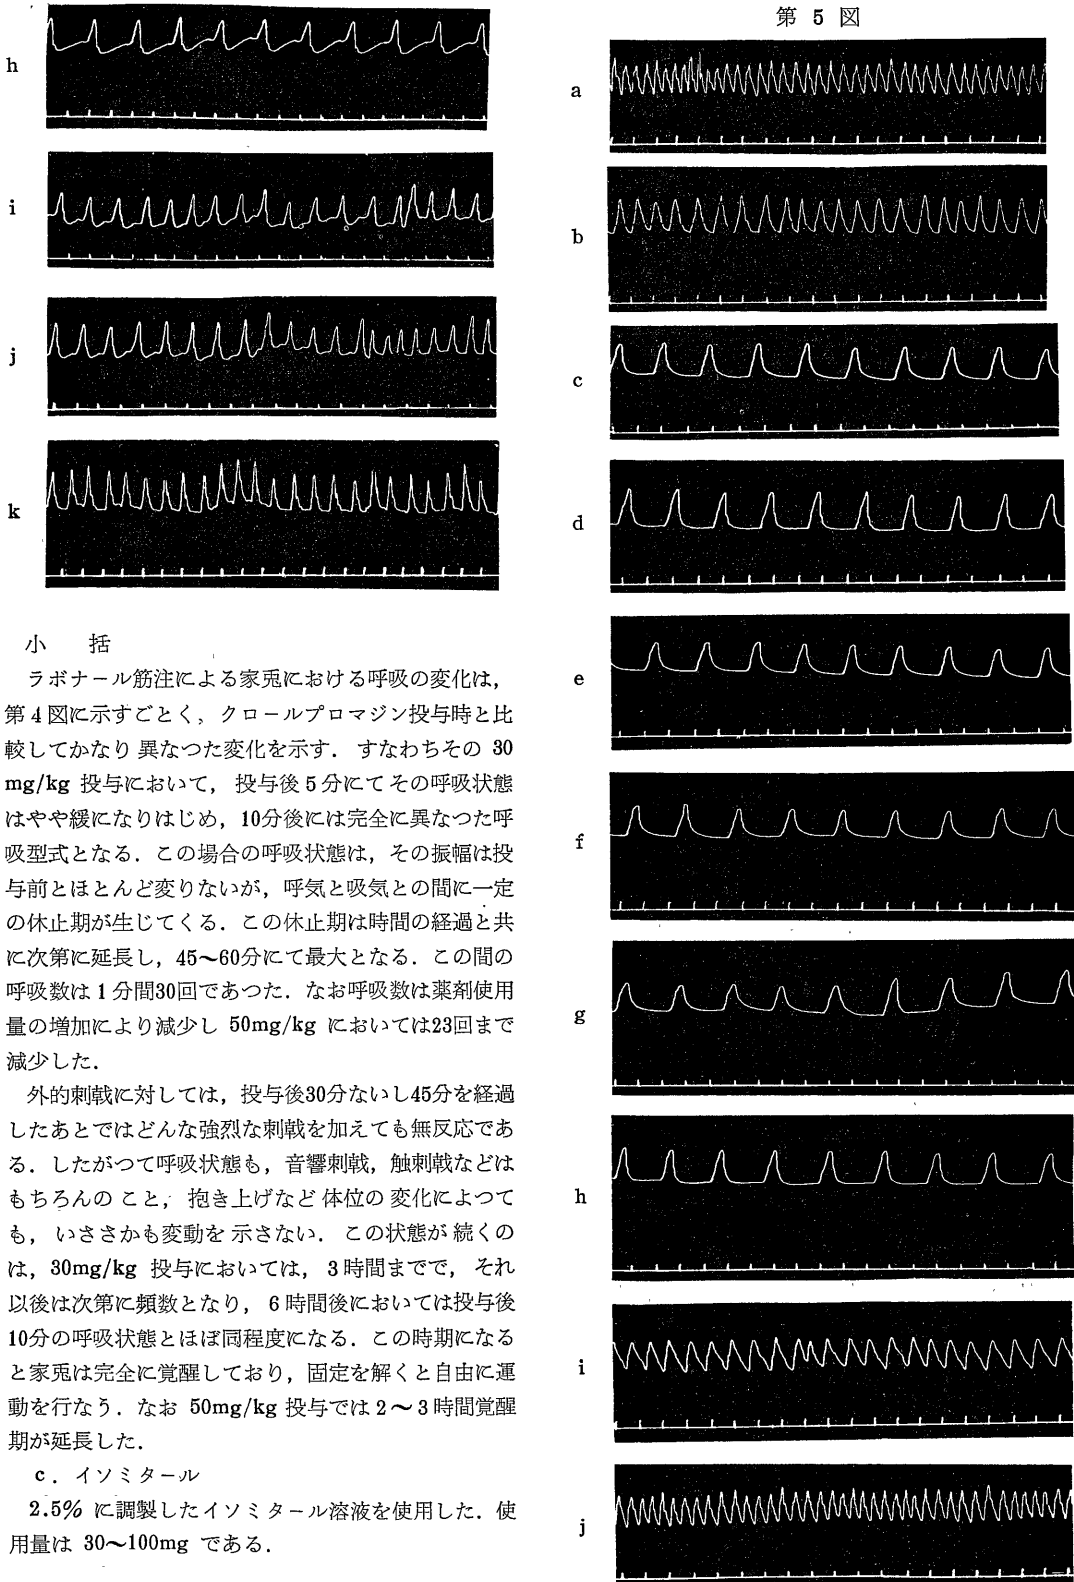 h
i
j
k
小 括
ラボナール筋注による家兎における呼吸の変化は,
第4図に示すごとく, クロールプロマジン投与時と比
較してかなり異なつた変化を示す. すなわちその 30
mg/kg 投与において, 投与後5分にてその呼吸状態
はやや緩になりはじめ, 10分後には完全に異なつた呼
吸型式となる. この場合の呼吸状態は, その振幅は投
与前とほとんど変りないが, 呼気と吸気との間に一定
の休止期が生じてくる. この休止期は時間の経過と共
に次第に延長し, 45〜60分にて最大となる. この間の
呼吸数は1分間30回であつた. なお呼吸数は薬剤使用
量の増加により減少し 50mg/kg においては23回まで
減少した.
外的刺戟に対しては, 投与後30分ないし45分を経過
したあとではどんな強烈な刺戟を加えても無反応であ
る. したがつて呼吸状態も, 音響刺戟, 触刺戟などは
もちろんのこと, 抱き上げなど体位の変化によつて
も, いささかも変動を示さない. この状態が続くの
は, 30mg/kg 投与においては, 3時間までで, それ
以後は次第に頻数となり, 6時間後においては投与後
10分の呼吸状態とほぼ同程度になる. この時期になる
と家兎は完全に覚醒しており, 固定を解くと自由に運
動を行なう. なお 50mg/kg 投与では2〜3時間覚醒
期が延長した.
c. イソミタール
2.5% に調製したイソミタール溶液を使用した. 使
用量は 30〜100mg である.
第 5 図
a
b
c
d
e
f
g
h
i
j